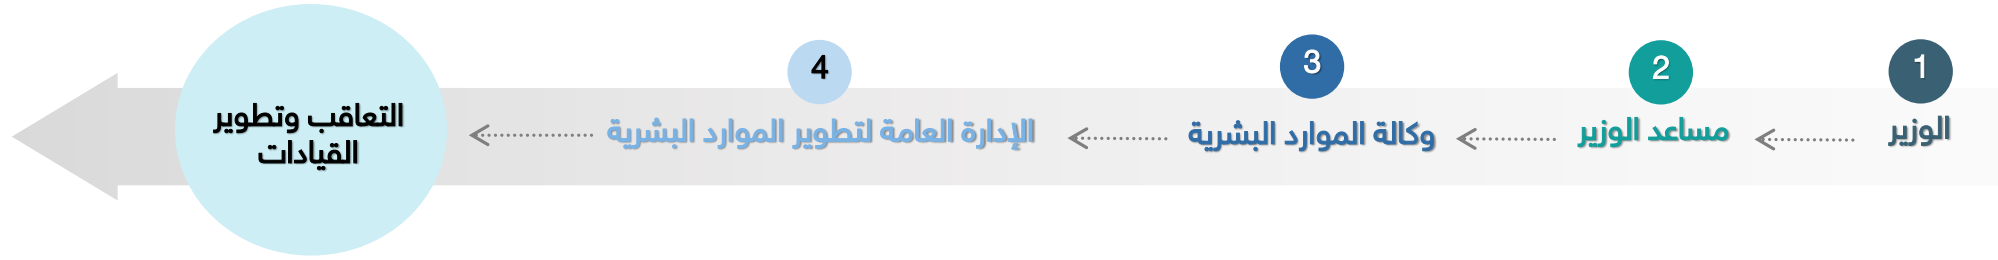 1
الوزير
2
مساعد الوزير
3
وكالة الموارد البشرية
4
الإدارة العامة لتطوير الموارد البشرية
التعاقب وتطوير
القيادات